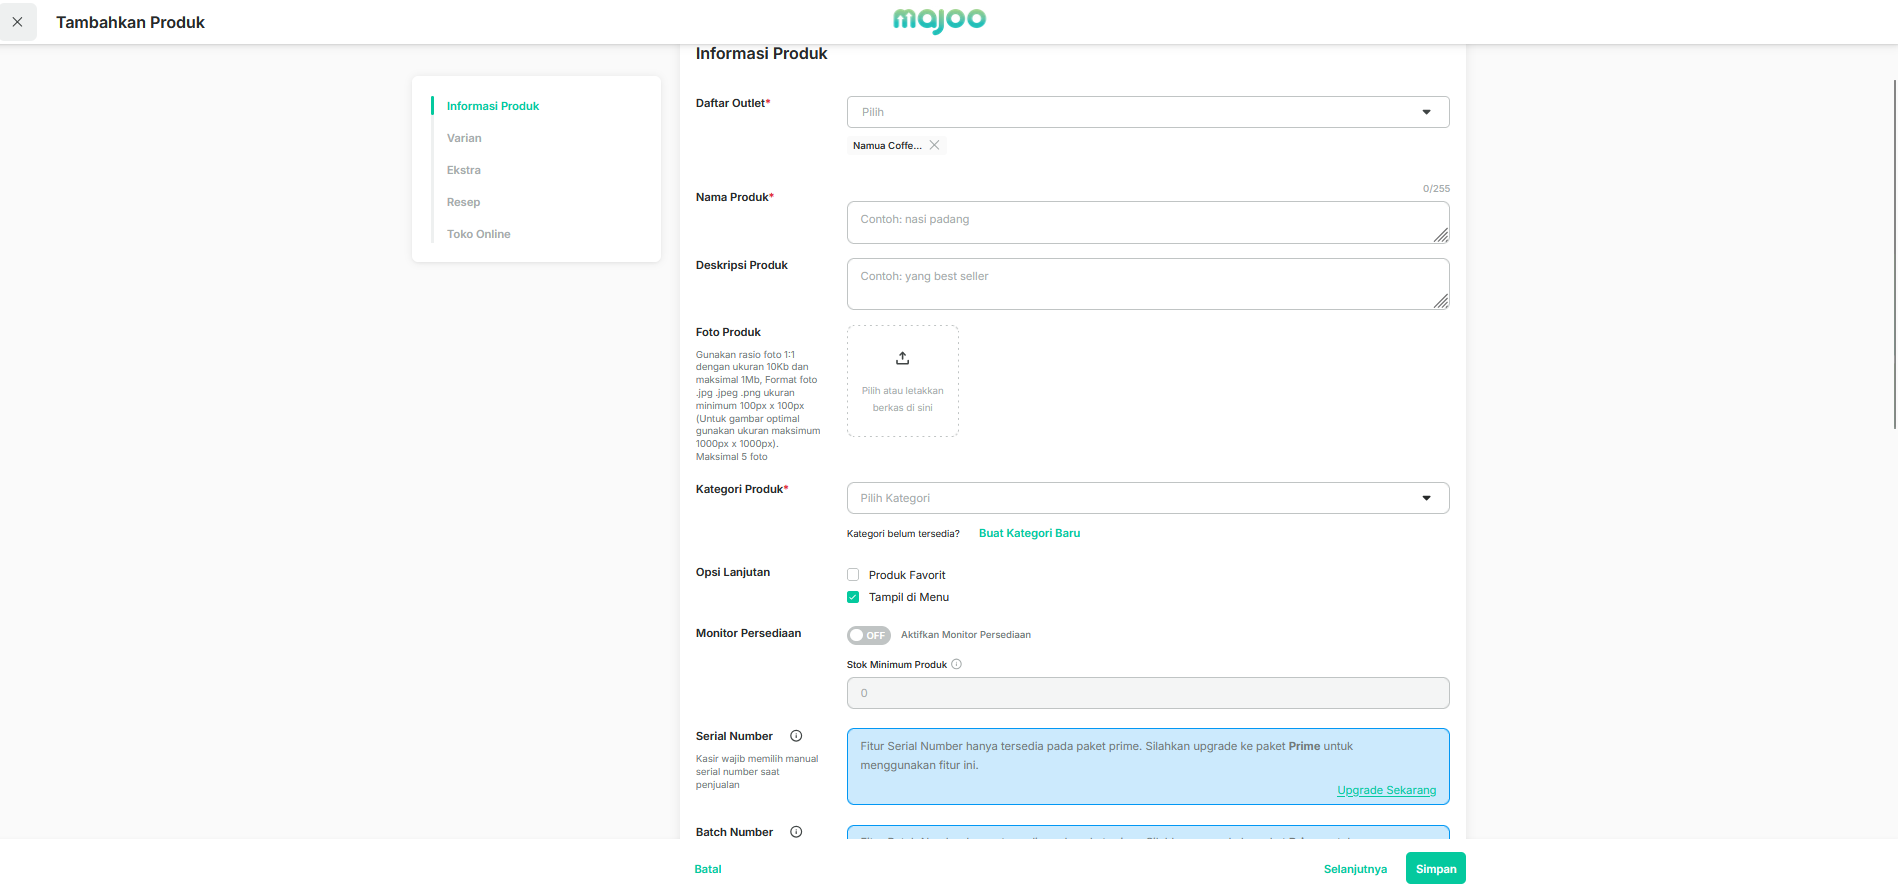 Tambahkan Produk
majoo
Informasi Produk
Varian
Ekstra
Resep
Toko Online
Informasi Produk
Daftar Outlet*
Pilih
Namua Coffe...
Nama Produk*
0/255
Contoh: nasi padang
Deskripsi Produk
Contoh: yang best seller
Foto Produk
Gunakan rasio foto 1:1
dengan ukuran 10Kb dan
maksimal 1Mb, Format foto
.jpg .jpeg .png ukuran
minimum 100px x 100px
(Untuk gambar optimal
gunakan ukuran maksimum
1000px x 1000px).
Maksimal 5 foto
Pilih atau letakkan
berkas di sini
Kategori Produk*
Pilih Kategori
Kategori belum tersedia? Buat Kategori Baru
Opsi Lanjutan
Produk Favorit
Tampil di Menu
Monitor Persediaan
OFF Aktifkan Monitor Persediaan
Stok Minimum Produk
0
Serial Number
Kasir wajib memilih manual
serial number saat
penjualan
Fitur Serial Number hanya tersedia pada paket prime. Silahkan upgrade ke paket Prime untuk
menggunakan fitur ini.
Upgrade Sekarang
Batch Number
Batal
Selanjutnya
Simpan